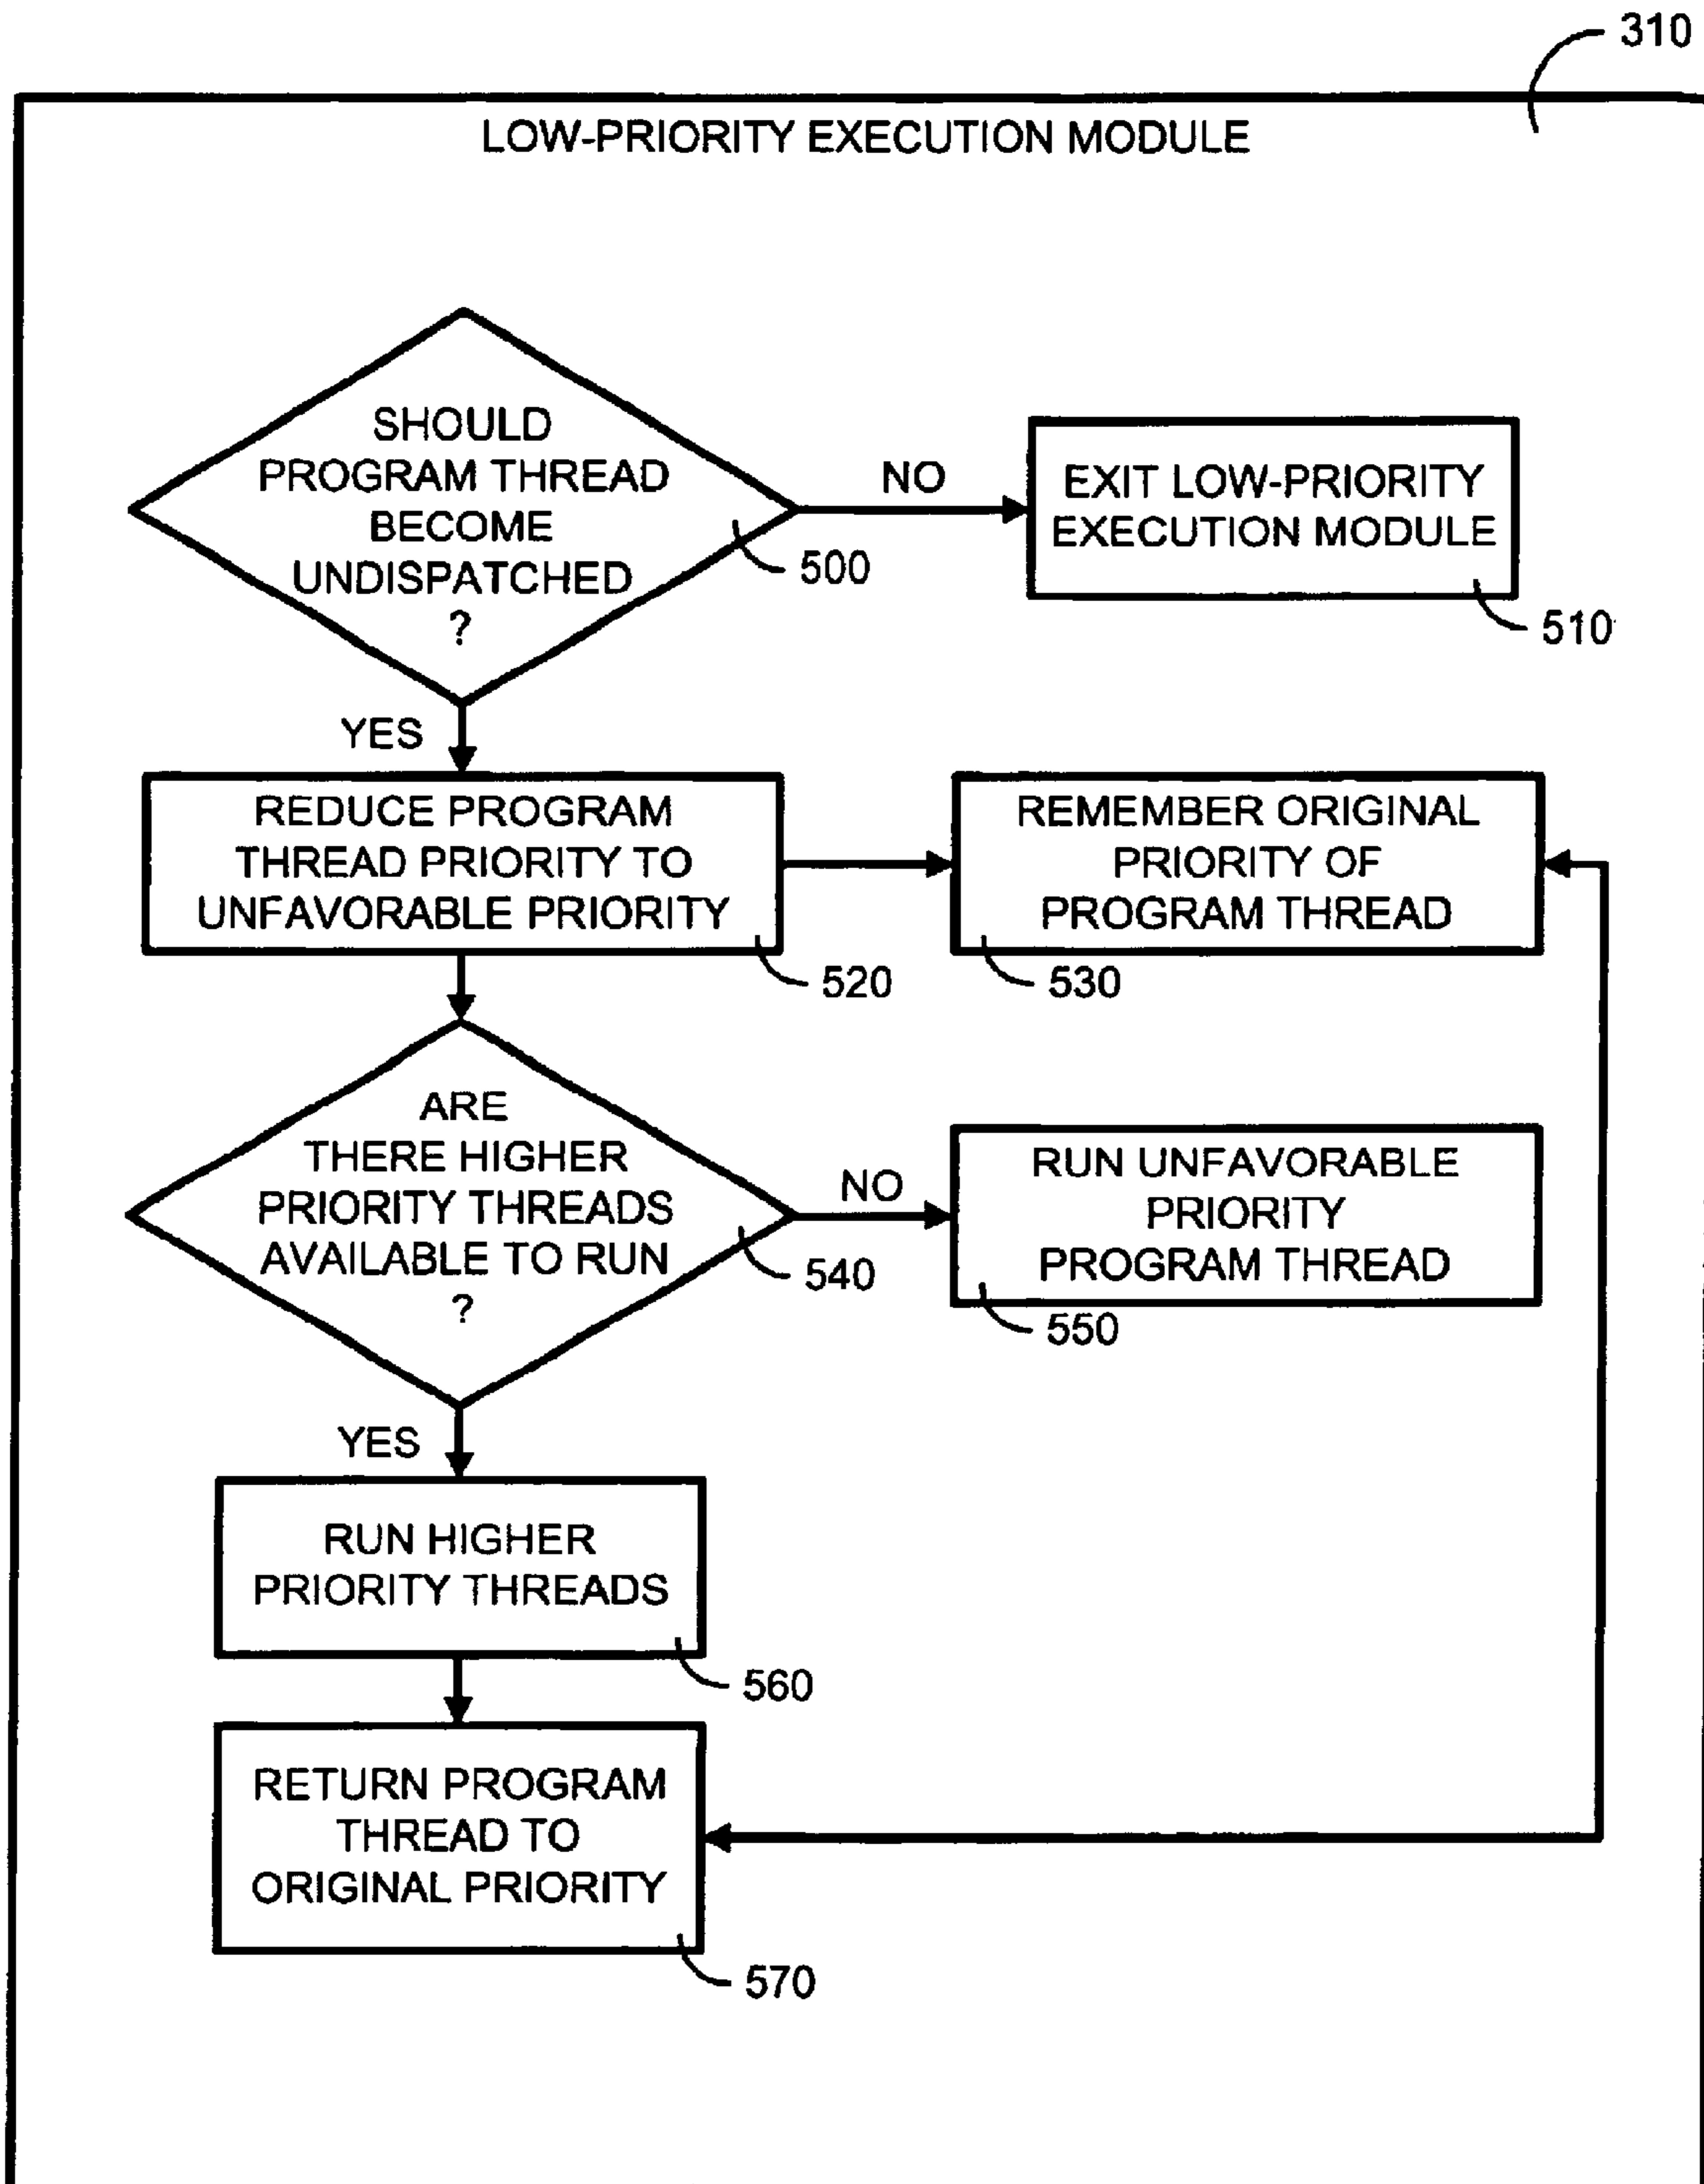 310
LOW-PRIORITY EXECUTION MODULE
SHOULD
PROGRAM THREAD
BECOME
UNDISPATCHED
?
500
NO
EXIT LOW-PRIORITY
EXECUTION MODULE
510
YES
REDUCE PROGRAM
THREAD PRIORITY TO
UNFAVORABLE PRIORITY
520
REMEMBER ORIGINAL
PRIORITY OF
PROGRAM THREAD
530
ARE
THERE HIGHER
PRIORITY THREADS
AVAILABLE TO RUN
?
540
NO
RUN UNFAVORABLE
PRIORITY
PROGRAM THREAD
550
YES
RUN HIGHER
PRIORITY THREADS
560
RETURN PROGRAM
THREAD TO
ORIGINAL PRIORITY
570